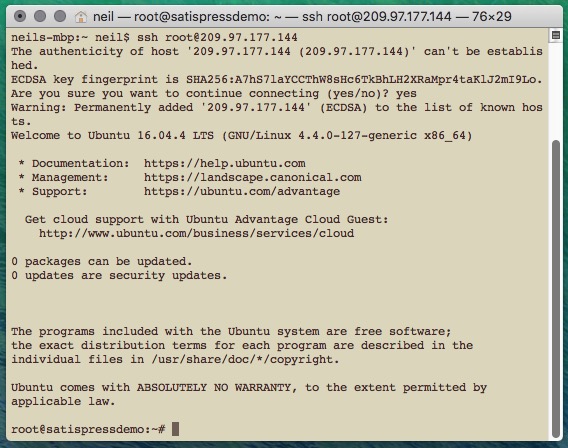 neil — root@satispressdemo: ~ — ssh root@209.97.177.144 — 76×29
neils-mbp:~ neil$ ssh root@209.97.177.144
The authenticity of host '209.97.177.144 (209.97.177.144)' can't be establis
hed.
ECDSA key fingerprint is SHA256:A7hS7laYCCThW8sHc6TkBhLH2XRaMpr4taKlJ2mI9Lo.
Are you sure you want to continue connecting (yes/no)? yes
Warning: Permanently added '209.97.177.144' (ECDSA) to the list of known hos
ts.
Welcome to Ubuntu 16.04.4 LTS (GNU/Linux 4.4.0-127-generic x86_64)
* Documentation:  https://help.ubuntu.com
* Management:     https://landscape.canonical.com
* Support:        https://ubuntu.com/advantage
Get cloud support with Ubuntu Advantage Cloud Guest:
http://www.ubuntu.com/business/services/cloud
0 packages can be updated.
0 updates are security updates.
The programs included with the Ubuntu system are free software;
the exact distribution terms for each program are described in the
individual files in /usr/share/doc/*/copyright.
Ubuntu comes with ABSOLUTELY NO WARRANTY, to the extent permitted by
applicable law.
root@satispressdemo:~#